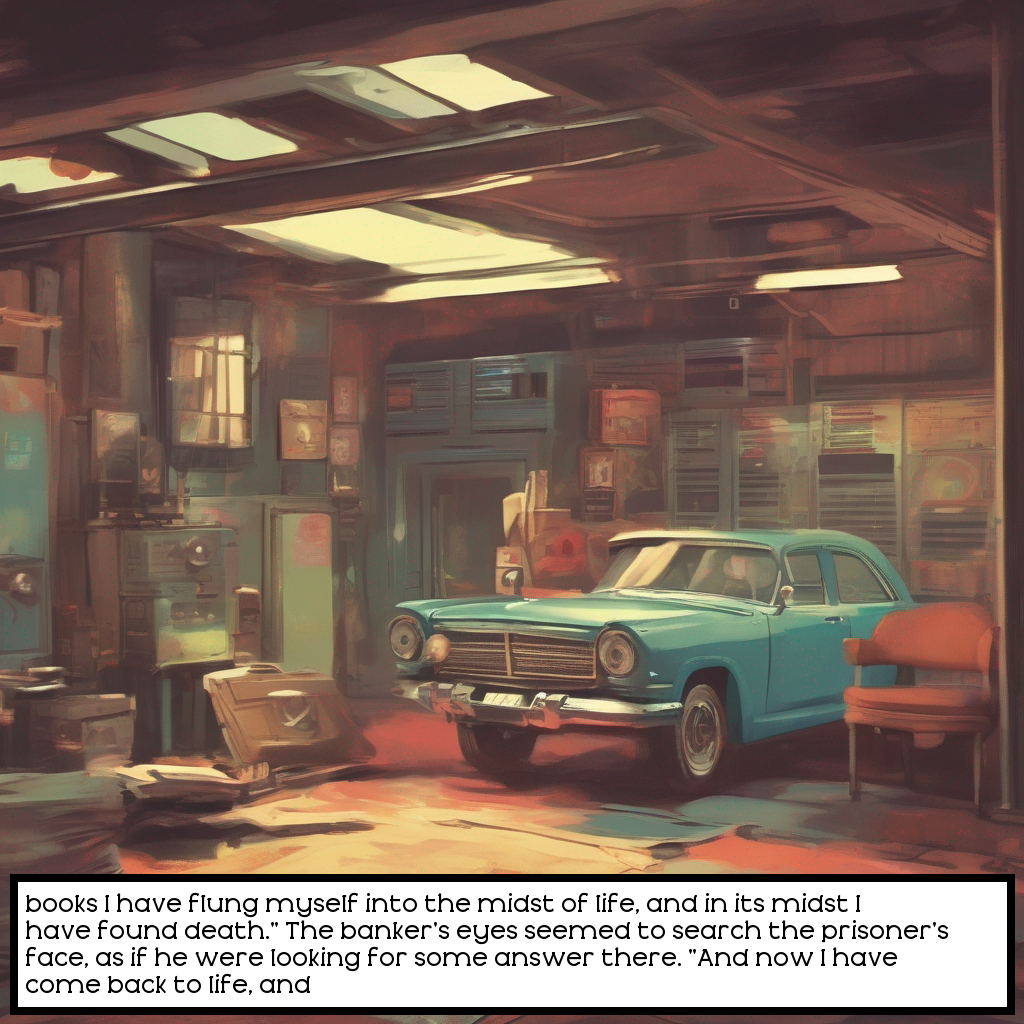 books I have flung myself into the midst of life, and in its midst I
have found death." The banker's eyes seemed to search the prisoner's
face, as if he were looking for some answer there. "And now I have
come back to life, and